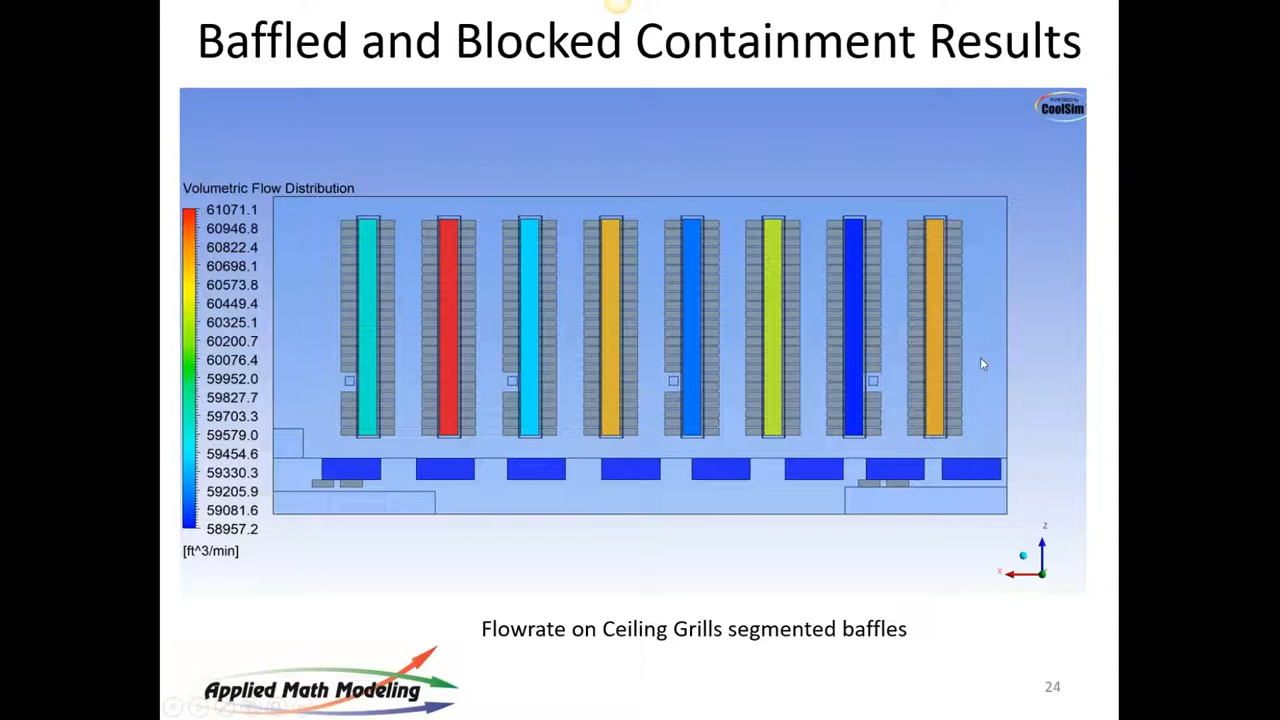 Baffled and Blocked Containment Results
POWERED by
CoolSim
Volumetric Flow Distribution
61071.1
60946.8
60822.4
60698.1
60573.8
60449.4
60325.1
60200.7
60076.4
59952.0
59827.7
59703.3
59579.0
59454.6
59330.3
59205.9
59081.6
58957.2
[ft^3/min]
z
x
Flowrate on Ceiling Grills segmented baffles
Applied Math Modeling
24